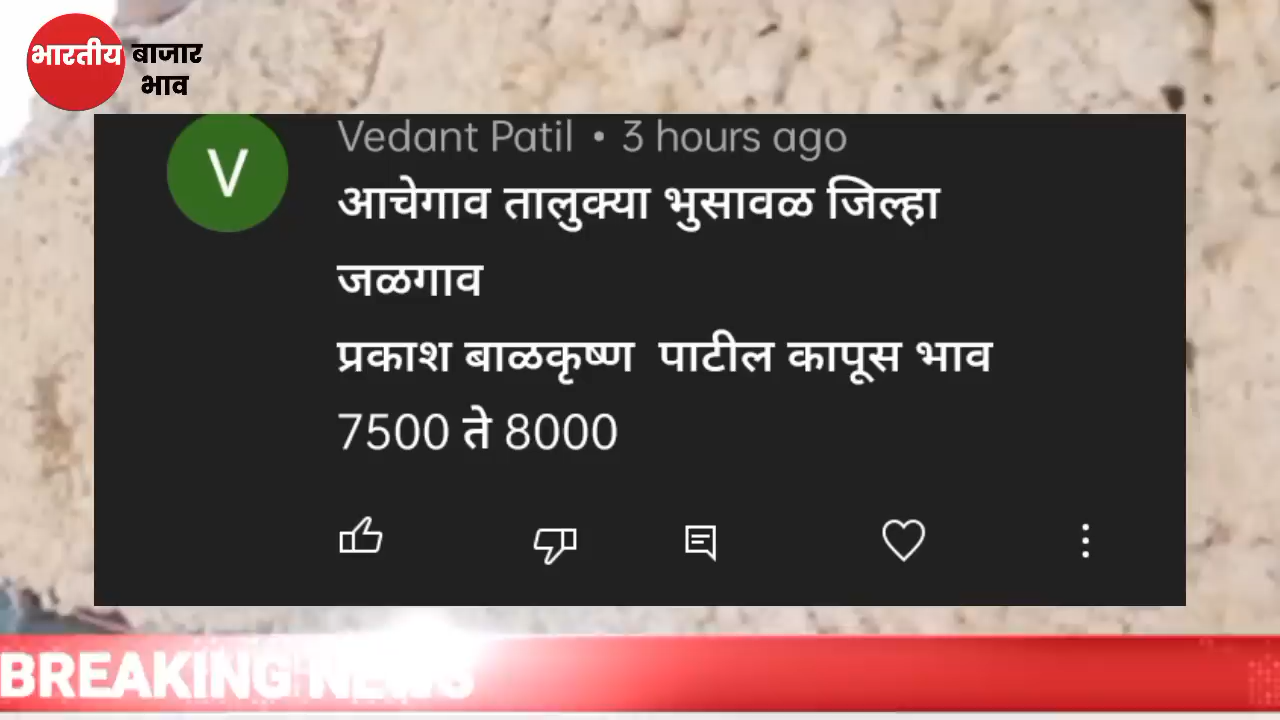 भारतीय बाजार
भाव
Vedant Patil • 3 hours ago
V
आचेगाव तालुक्या भुसावळ जिल्हा
जळगाव
प्रकाश बाळकृष्ण पाटील कापूस भाव
7500 ते 8000
BREAKING NEWS